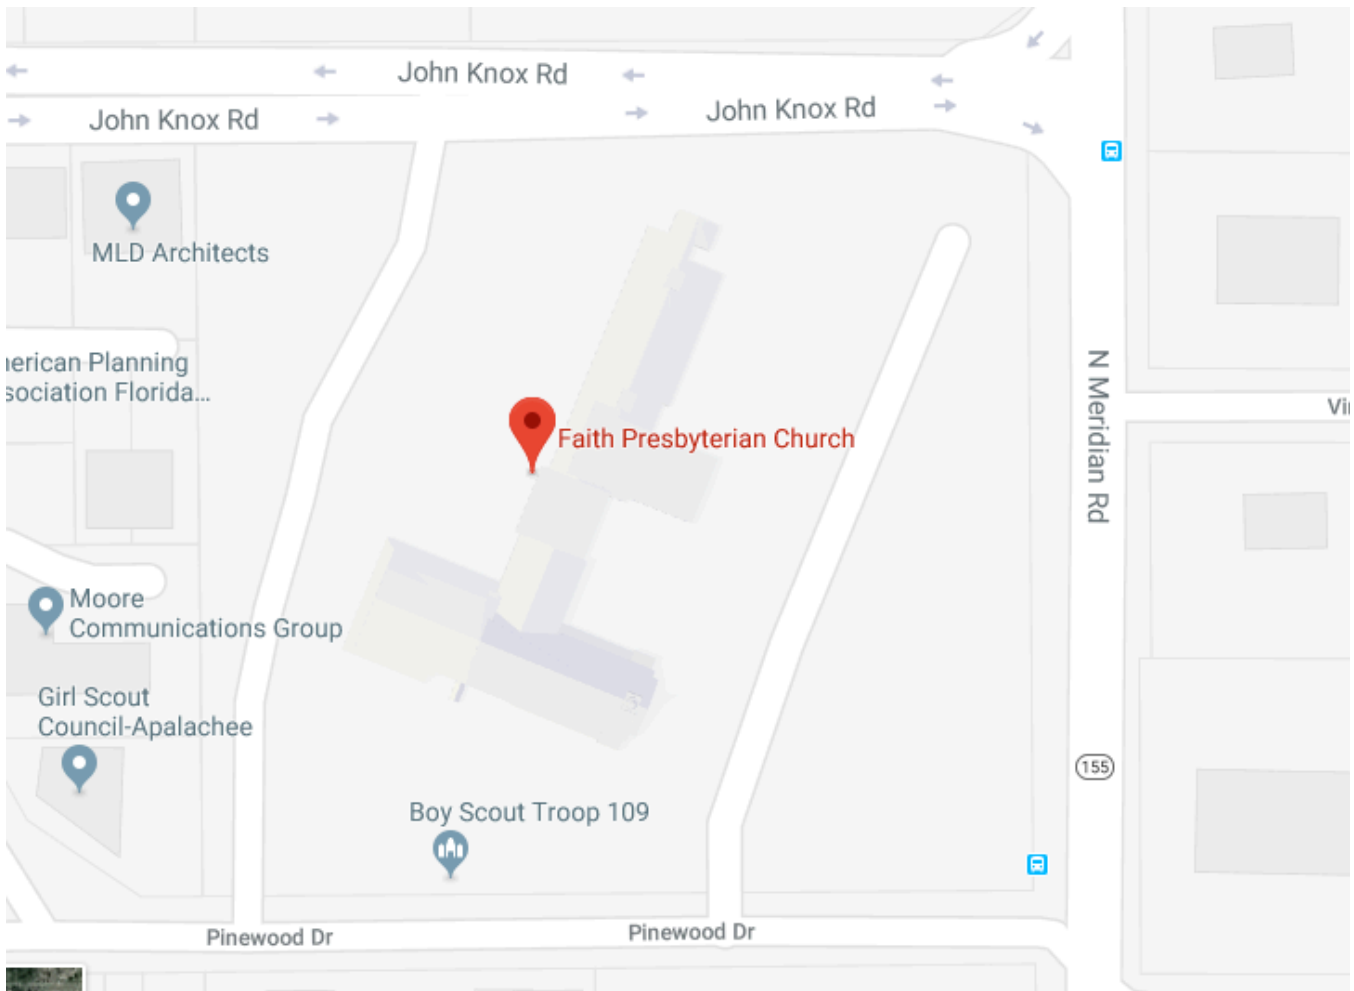 John Knox Rd
John Knox Rd
John Knox Rd
MLD Architects
erican Planning
sociation Florida...
Faith Presbyterian Church
N Meridian Rd
Moore
Communications Group
Girl Scout
Council-Apalachee
155
Boy Scout Troop 109
Pinewood Dr
Pinewood Dr